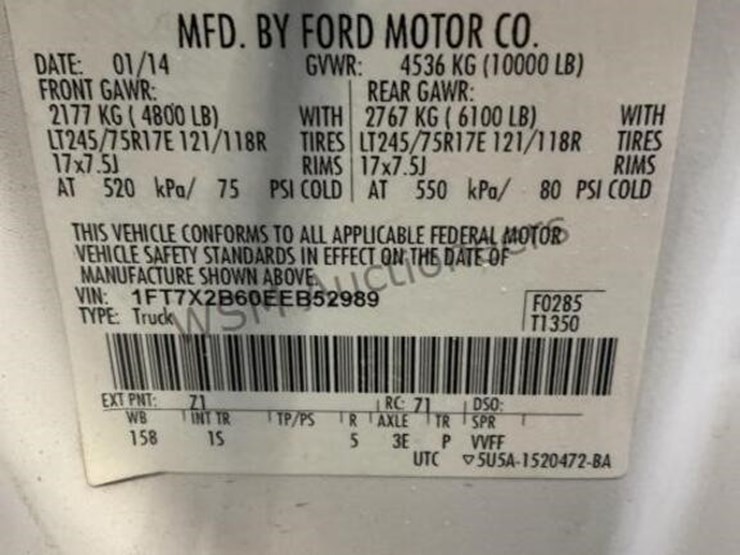 MFD. BY FORD MOTOR CO.
DATE: 01/14 GVWR: 4536 KG (10000 LB)
FRONT GAWR: REAR GAWR:
2177 KG ( 4800 LB) WITH 2767 KG ( 6100 LB) WITH
LT245/75R17E 121/118R TIRES LT245/75R17E 121/118R TIRES
17x7.5J RIMS 17x7.5J RIMS
AT 520 kPa/ 75 PSI COLD AT 550 kPa/ 80 PSI COLD
THIS VEHICLE CONFORMS TO ALL APPLICABLE FEDERAL MOTOR
VEHICLE SAFETY STANDARDS IN EFFECT ON THE DATE OF
MANUFACTURE SHOWN ABOVE
VIN: 1FT7X2B60EEB52989 F0285
TYPE: Truck T1350
WSM Auctioneers
EXT PNT: Z1 RC: 71 DSO:
WB INT TR TP/PS R AXLE TR SPR
158 1S 5 3E P VVFF
UTC ▽5U5A-1520472-BA